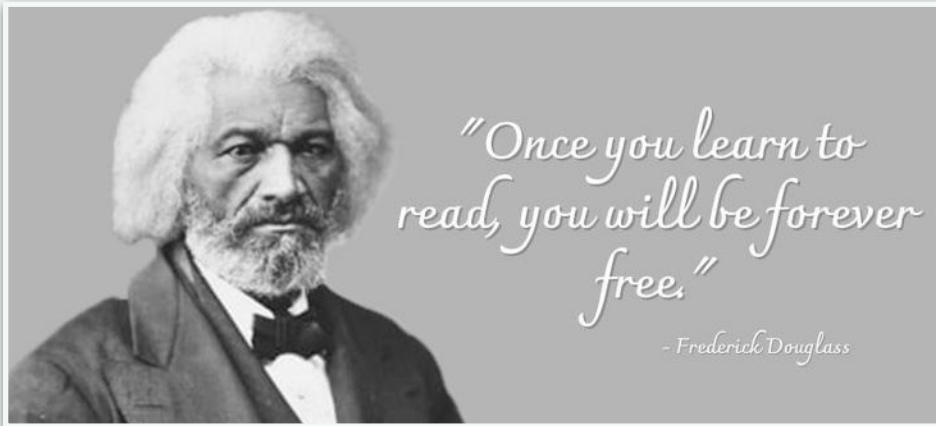 "Once you learn to
read, you will be forever
free."
- Frederick Douglass